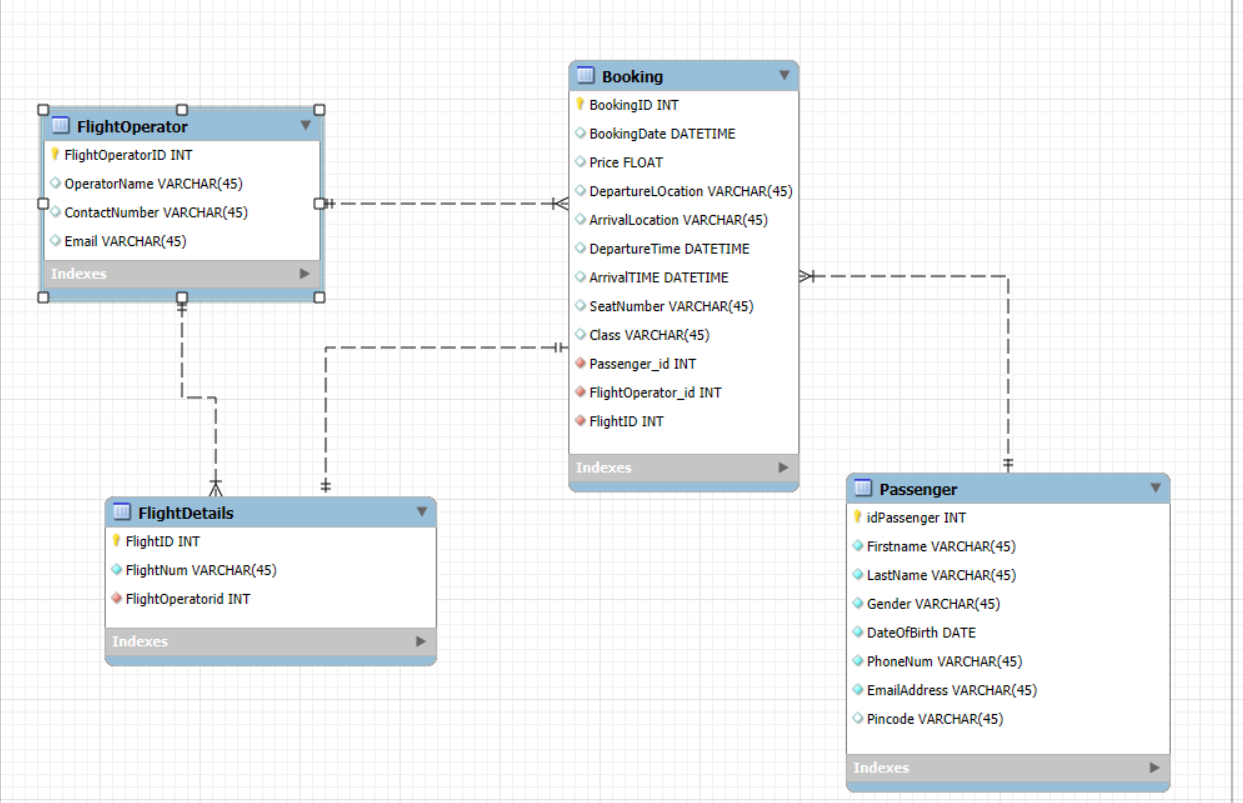 FlightOperator
FlightOperatorID INT
OperatorName VARCHAR(45)
ContactNumber VARCHAR(45)
Email VARCHAR(45)
Indexes
Booking
BookingID INT
BookingDate DATETIME
Price FLOAT
DepartureLOcation VARCHAR(45)
ArrivalLocation VARCHAR(45)
DepartureTime DATETIME
ArrivalTIME DATETIME
SeatNumber VARCHAR(45)
Class VARCHAR(45)
Passenger_id INT
FlightOperator_id INT
FlightID INT
Indexes
FlightDetails
FlightID INT
FlightNum VARCHAR(45)
FlightOperatorid INT
Indexes
Passenger
idPassenger INT
Firstname VARCHAR(45)
LastName VARCHAR(45)
Gender VARCHAR(45)
DateOfBirth DATE
PhoneNum VARCHAR(45)
EmailAddress VARCHAR(45)
Pincode VARCHAR(45)
Indexes